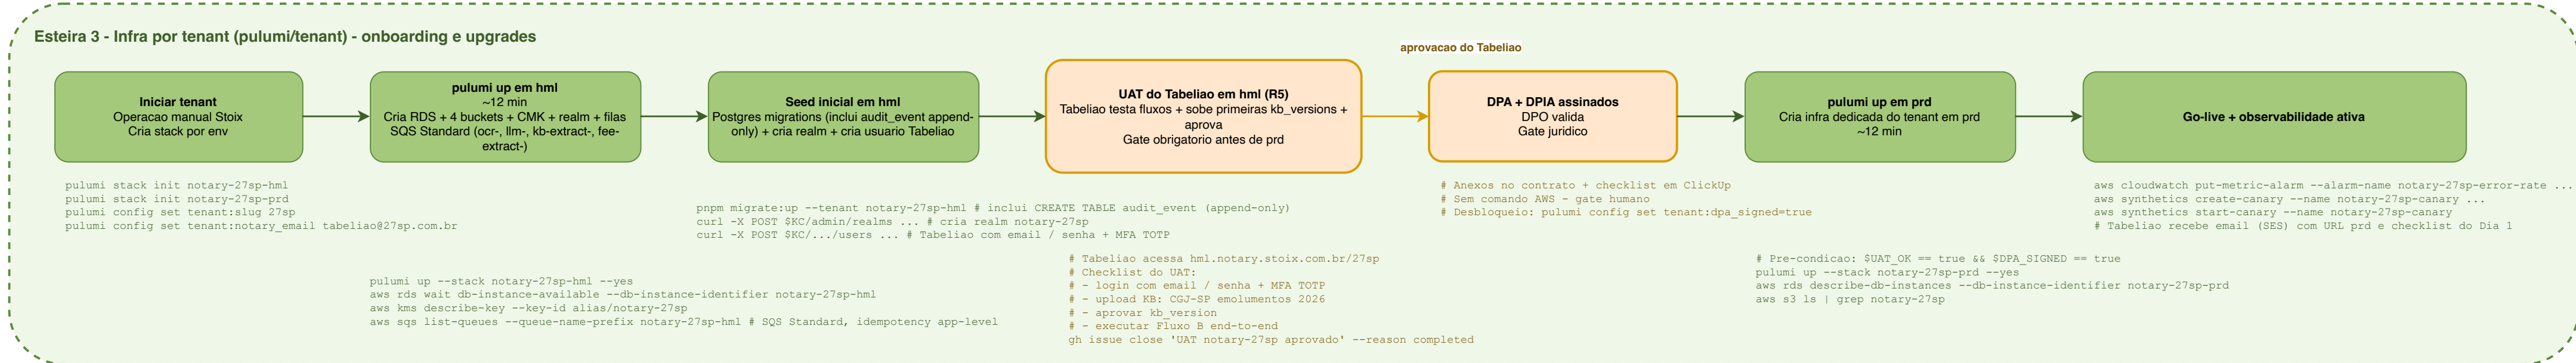 Esteira 3 - Infra por tenant (pulumi/tenant) - onboarding e upgrades
aprovacao do Tabeliao
Iniciar tenant
Operacao manual Stoix
Cria stack por env
pulumi up em hml
~12 min
Cria RDS + 4 buckets + CMK + realm + filas
SQS Standard (ocr-, llm-, kb-extract-, fee-
extract-)
Seed inicial em hml
Postgres migrations (inclui audit_event append-
only) + cria realm + cria usuario Tabeliao
UAT do Tabeliao em hml (R5)
Tabeliao testa fluxos + sobe primeiras kb_versions +
aprova
Gate obrigatorio antes de prd
DPA + DPIA assinados
DPO valida
Gate juridico
pulumi up em prd
Cria infra dedicada do tenant em prd
~12 min
Go-live + observabilidade ativa
pulumi stack init notary-27sp-hml
pulumi stack init notary-27sp-prd
pulumi config set tenant:slug 27sp
pulumi config set tenant:notary_email tabeliao@27sp.com.br
pulumi up --stack notary-27sp-hml --yes
aws rds wait db-instance-available --db-instance-identifier notary-27sp-hml
aws kms describe-key --key-id alias/notary-27sp
aws sqs list-queues --queue-name-prefix notary-27sp-hml # SQS Standard, idempotency app-level
pnpm migrate:up --tenant notary-27sp-hml # inclui CREATE TABLE audit_event (append-only)
curl -X POST $KC/admin/realms ... # cria realm notary-27sp
curl -X POST $KC/.../users ... # Tabeliao com email / senha + MFA TOTP
# Tabeliao acessa hml.notary.stoix.com.br/27sp
# Checklist do UAT:
# - login com email / senha + MFA TOTP
# - upload KB: CGJ-SP emolumentos 2026
# - aprovar kb_version
# - executar Fluxo B end-to-end
gh issue close 'UAT notary-27sp aprovado' --reason completed
# Anexos no contrato + checklist em ClickUp
# Sem comando AWS - gate humano
# Desbloqueio: pulumi config set tenant:dpa_signed=true
# Pre-condicao: $UAT_OK == true && $DPA_SIGNED == true
pulumi up --stack notary-27sp-prd --yes
aws rds describe-db-instances --db-instance-identifier notary-27sp-prd
aws s3 ls | grep notary-27sp
aws cloudwatch put-metric-alarm --alarm-name notary-27sp-error-rate ...
aws synthetics create-canary --name notary-27sp-canary ...
aws synthetics start-canary --name notary-27sp-canary
# Tabeliao recebe email (SES) com URL prd e checklist do Dia 1